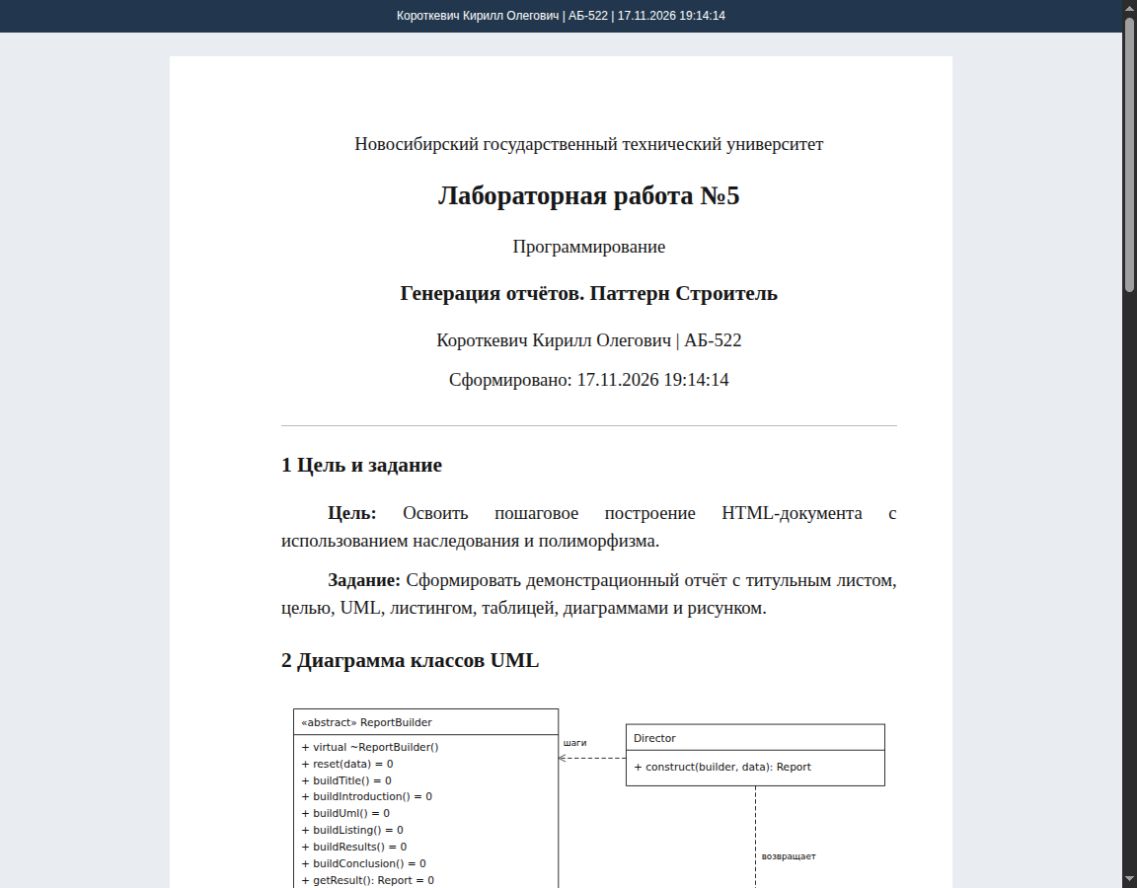 Короткевич Кирилл Олегович | АБ-522 | 17.11.2026 19:14:14
Новосибирский государственный технический университет
Лабораторная работа №5
Программирование
Генерация отчётов. Паттерн Строитель
Короткевич Кирилл Олегович | АБ-522
Сформировано: 17.11.2026 19:14:14
1 Цель и задание
Цель: Освоить пошаговое построение HTML-документа с
использованием наследования и полиморфизма.
Задание: Сформировать демонстрационный отчёт с титульным листом,
целью, UML, листингом, таблицей, диаграммами и рисунком.
2 Диаграмма классов UML
«abstract» ReportBuilder
+ virtual ~ReportBuilder()
+ reset(data) = 0
+ buildTitle() = 0
+ buildIntroduction() = 0
+ buildUml() = 0
+ buildListing() = 0
+ buildResults() = 0
+ buildConclusion() = 0
+ getResult(): Report = 0
шаги
Director
+ construct(builder, data): Report
возвращает